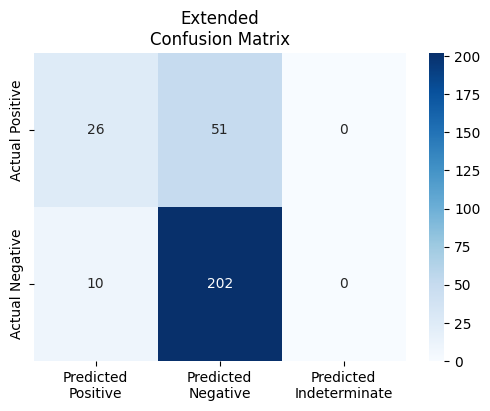 Extended
Confusion Matrix
Actual Positive
26 51 0
Actual Negative
10 202 0
Predicted
Positive
Predicted
Negative
Predicted
Indeterminate
200
175
150
125
100
75
50
25
0